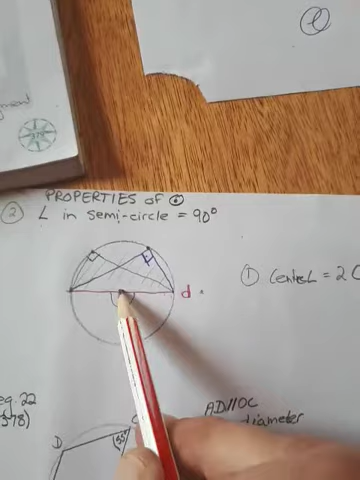 PROPERTIES of ⊙
② L in semi-circle = 90°
d
① Centre L = 2
AD//OC
diameter
D
55°
eg. 22